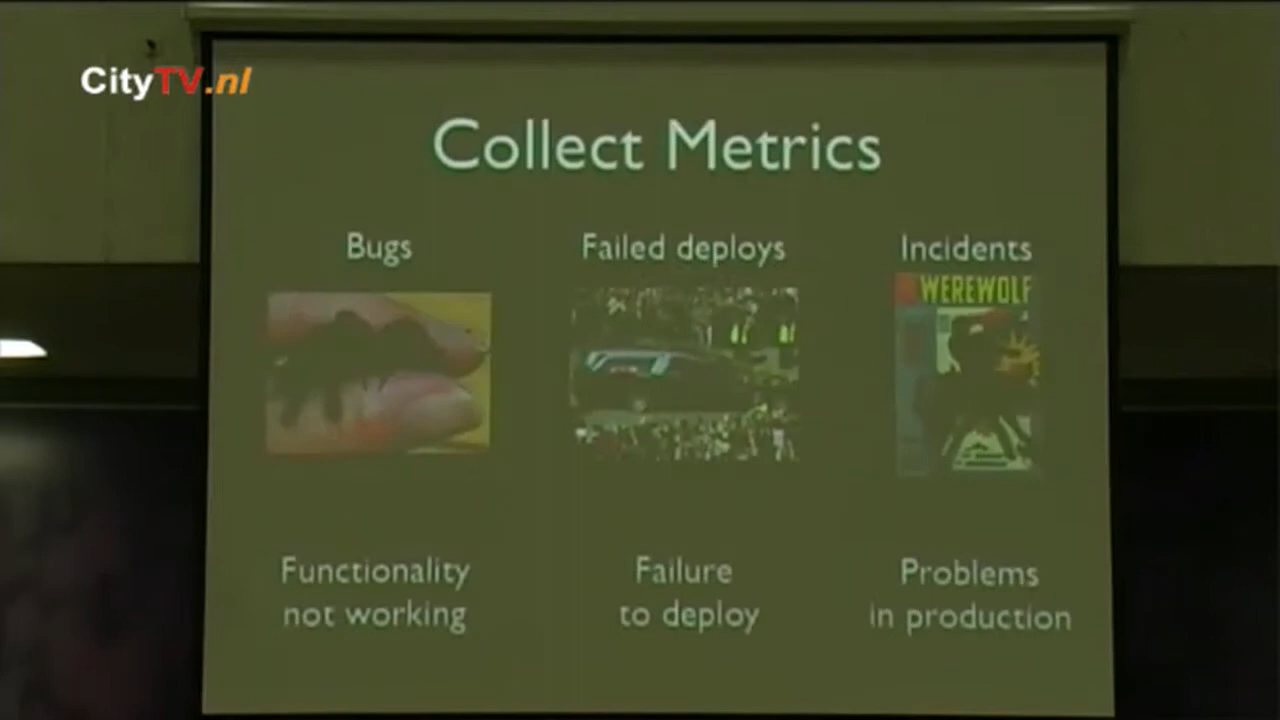 CityTV.nl
Collect Metrics
Bugs
Failed deploys
Incidents
WEREWOLF
Functionality
not working
Failure
to deploy
Problems
in production